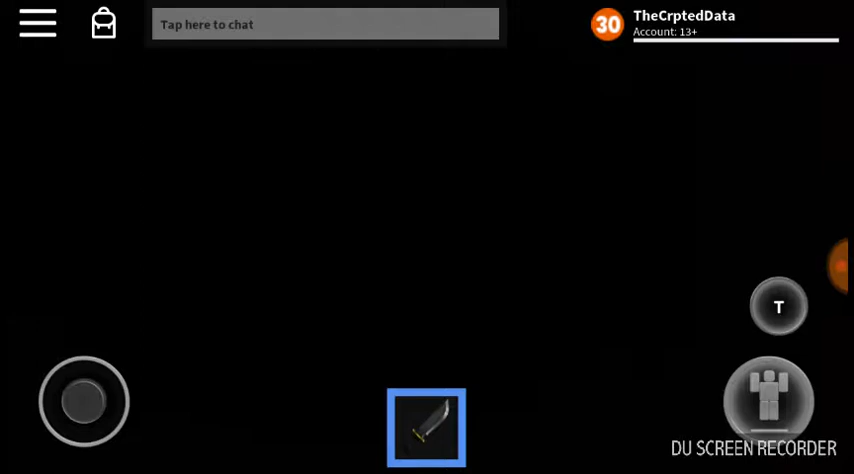 Tap here to chat
30
TheCrptedData
Account: 13+
T
DU SCREEN RECORDER